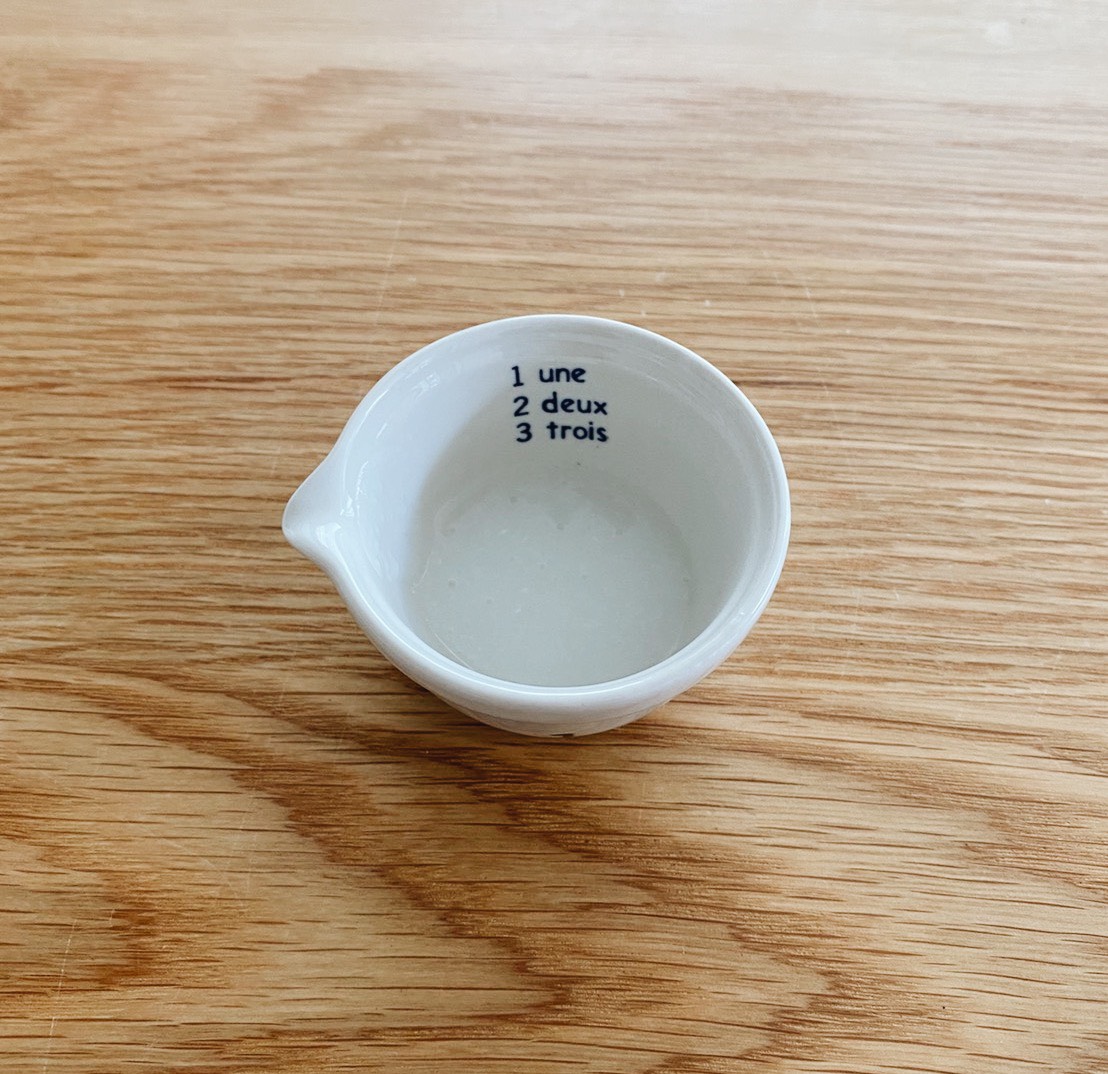 1 une
2 deux
3 trois